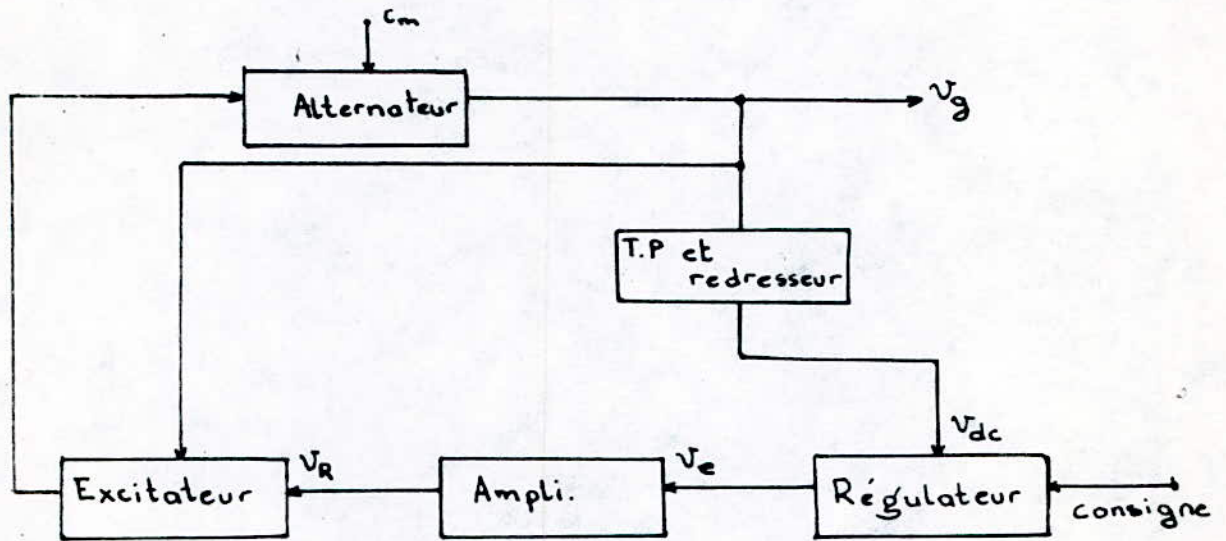 Cm
Alternateur
Vg
T.P et
redresseur
Vdc
Excitateur
VR
Ampli.
Ve
Régulateur
consigne